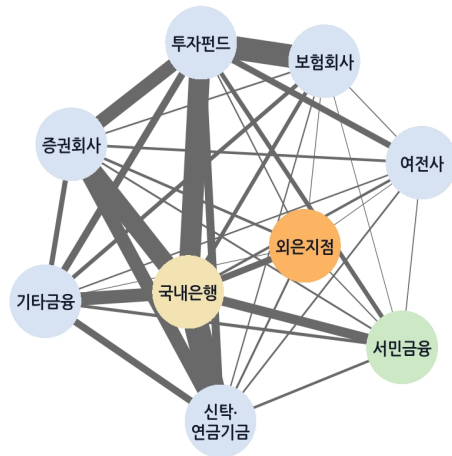 투자펀드
보험회사
증권회사
여전사
외은지점
국내은행
기타금융
서민금융
신탁·
연금기금